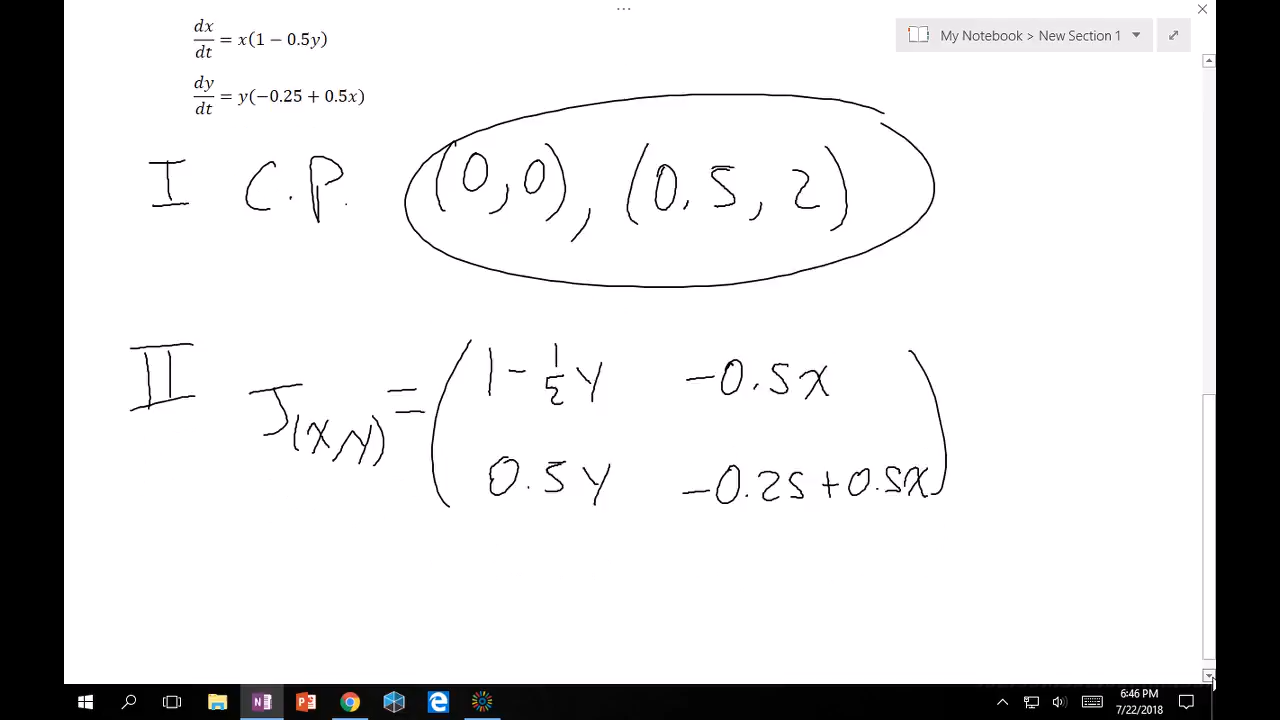 dx/dt = x(1 − 0.5y)
My Notebook > New Section 1
dy/dt = y(−0.25 + 0.5x)
I C.P. (0,0), (0.5, 2)
II J(x,y) = ( 1 - 1/2 y   -0.5x
0.5y   -0.25+0.5x )
6:46 PM
7/22/2018